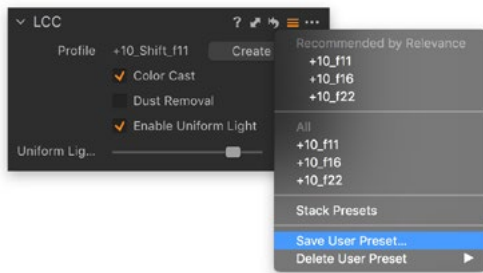 LCC
Profile +10_Shift_f11 Create
Color Cast
Dust Removal
Enable Uniform Light
Uniform Lig...
Recommended by Relevance
+10_f11
+10_f16
+10_f22
All
+10_f11
+10_f16
+10_f22
Stack Presets
Save User Preset...
Delete User Preset